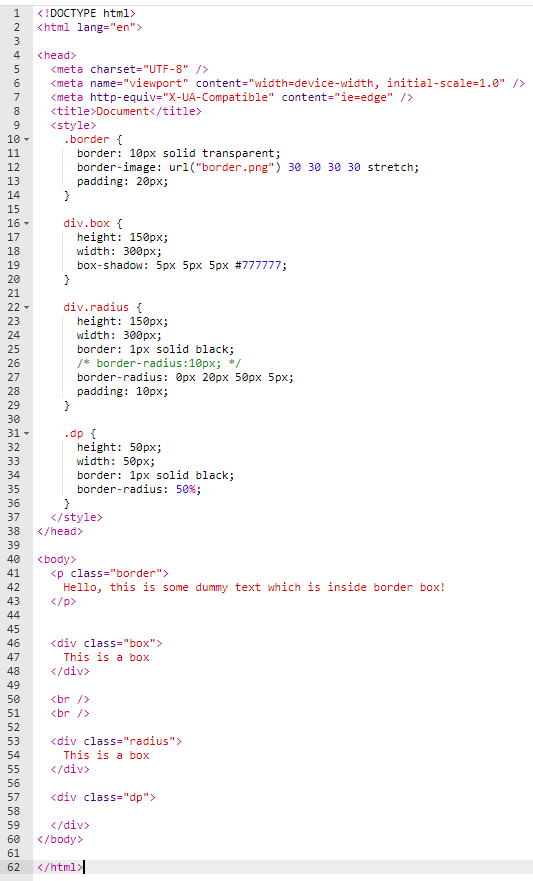 1 <!DOCTYPE html>
2 <html lang="en">
3
4 <head>
5   <meta charset="UTF-8" />
6   <meta name="viewport" content="width=device-width, initial-scale=1.0" />
7   <meta http-equiv="X-UA-Compatible" content="ie=edge" />
8   <title>Document</title>
9   <style>
10     .border {
11       border: 10px solid transparent;
12       border-image: url("border.png") 30 30 30 30 stretch;
13       padding: 20px;
14     }
15
16     div.box {
17       height: 150px;
18       width: 300px;
19       box-shadow: 5px 5px 5px #777777;
20     }
21
22     div.radius {
23       height: 150px;
24       width: 300px;
25       border: 1px solid black;
26       /* border-radius:10px; */
27       border-radius: 0px 20px 50px 5px;
28       padding: 10px;
29     }
30
31     .dp {
32       height: 50px;
33       width: 50px;
34       border: 1px solid black;
35       border-radius: 50%;
36     }
37   </style>
38 </head>
39
40 <body>
41   <p class="border">
42     Hello, this is some dummy text which is inside border box!
43   </p>
44
45
46   <div class="box">
47     This is a box
48   </div>
49
50   <br />
51   <br />
52
53   <div class="radius">
54     This is a box
55   </div>
56
57   <div class="dp">
58
59   </div>
60 </body>
61
62 </html>